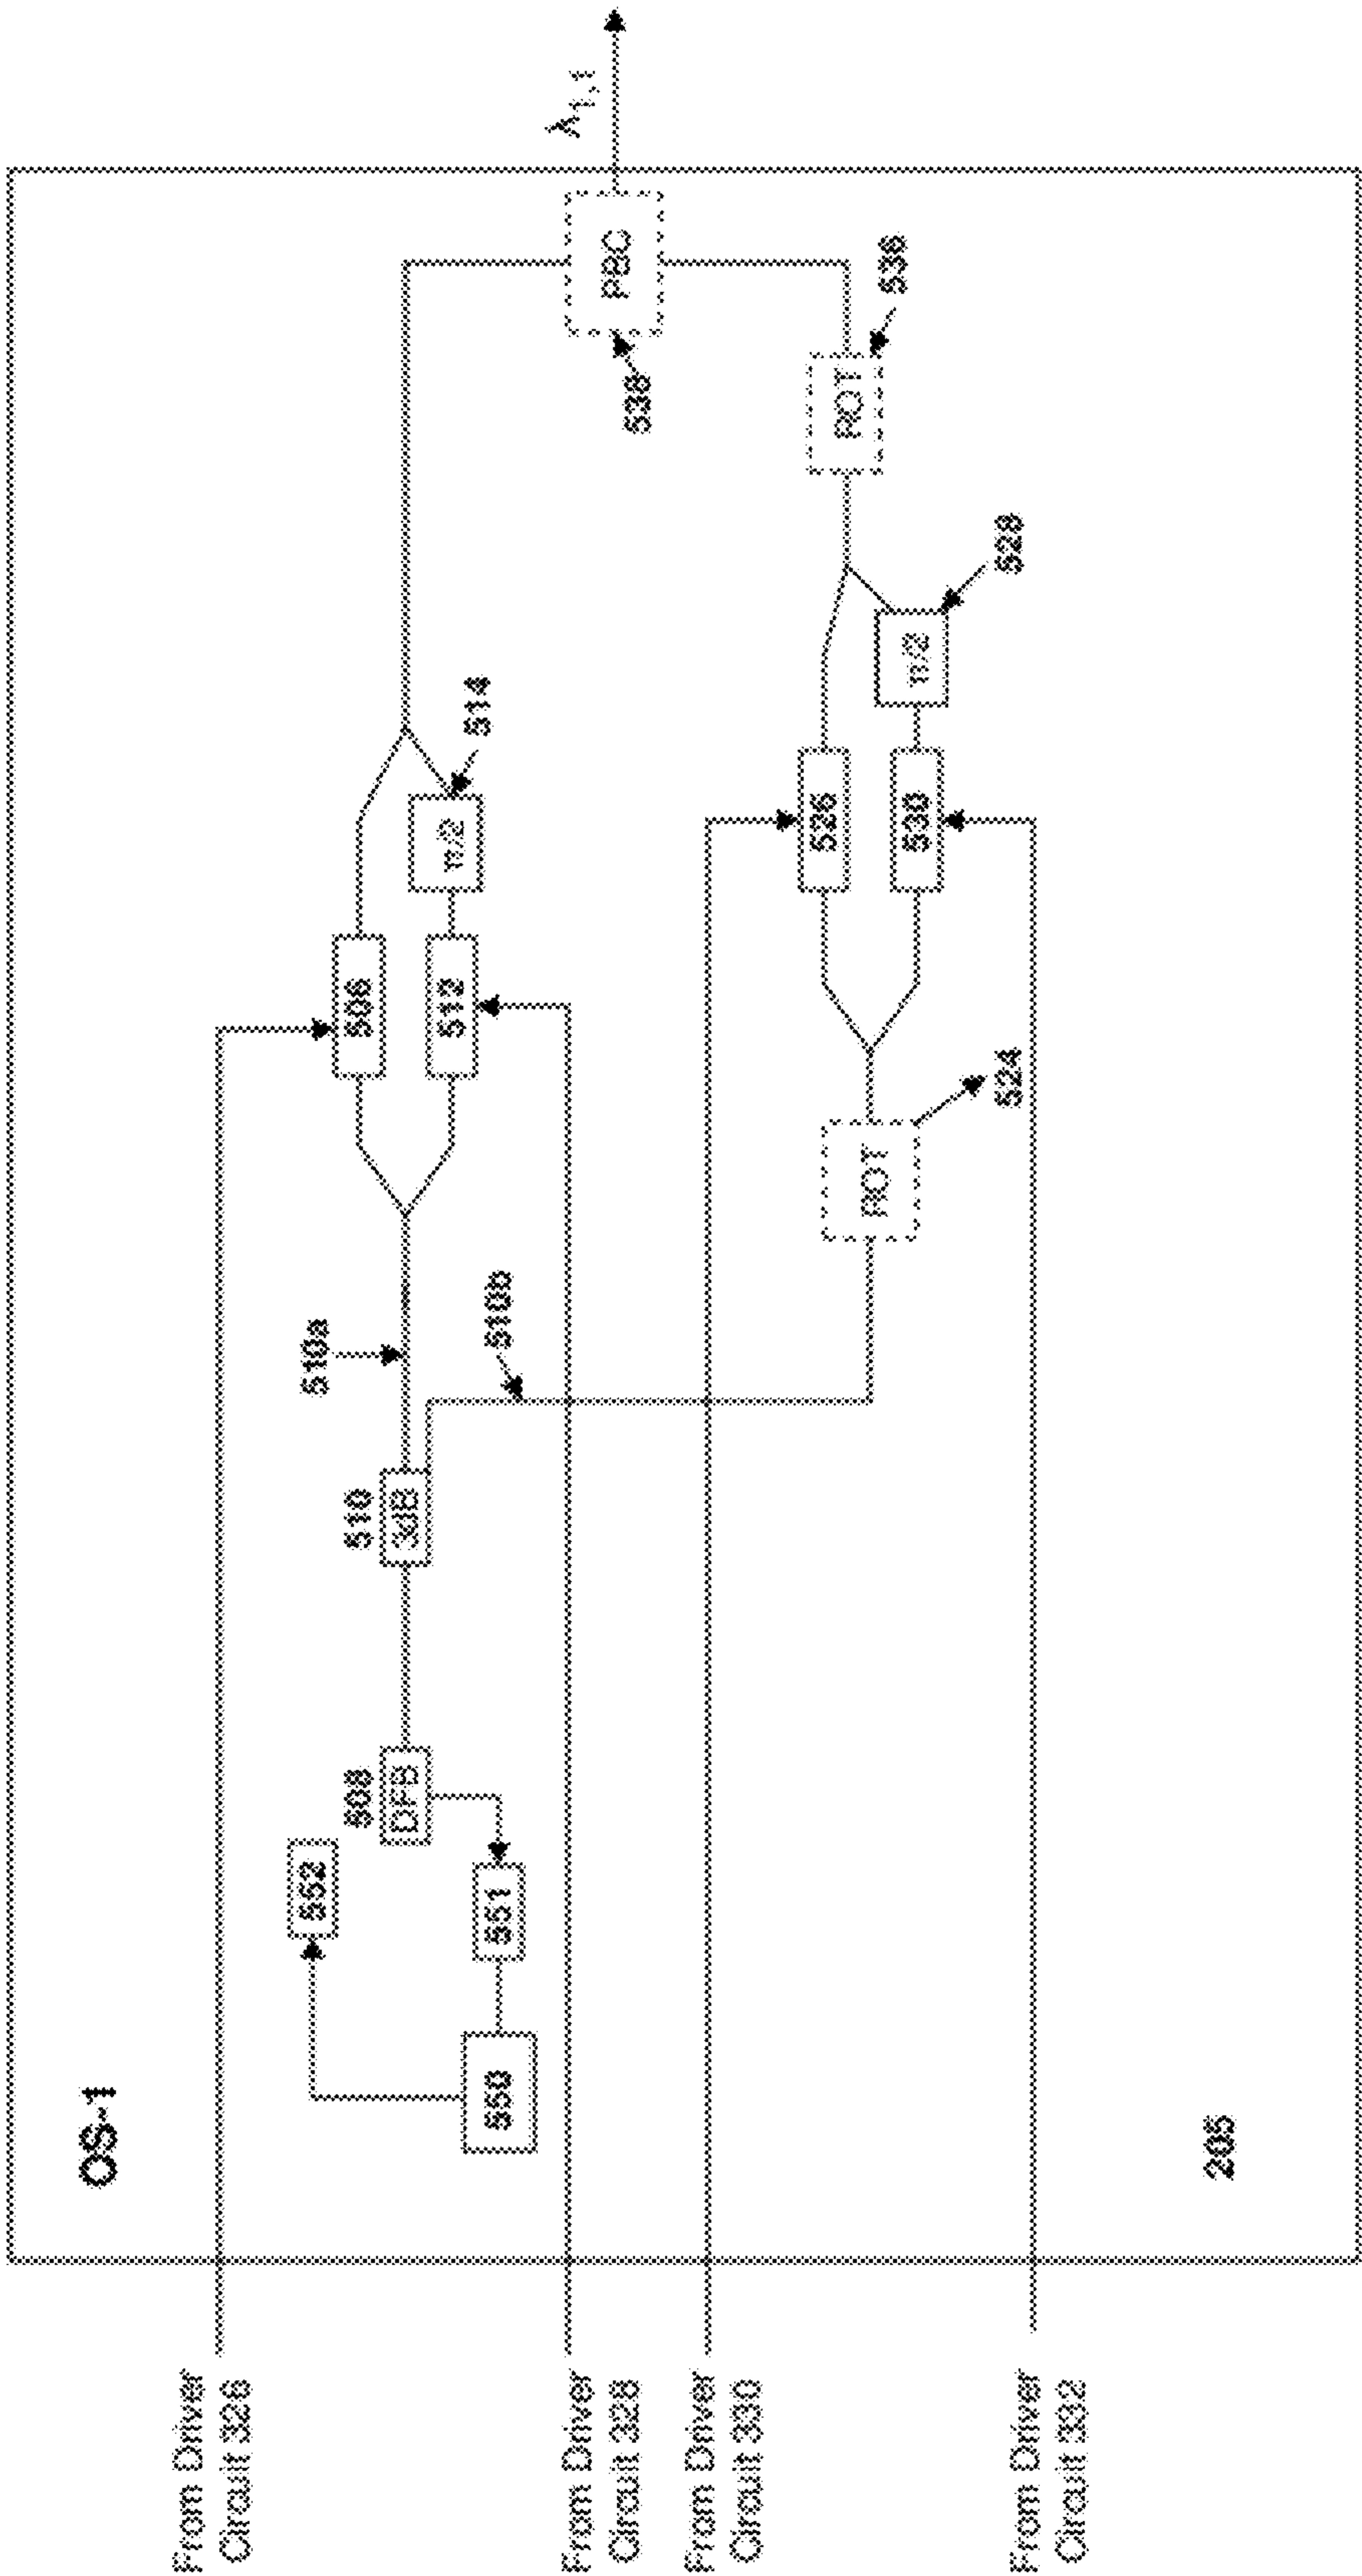 OS-1
λ1,1
From Driver
Circuit 326
506
510a
514
552
508
DFB
510
3dB
512
π/2
551
550
510b
PBC
538
From Driver
Circuit 328
From Driver
Circuit 330
526
ROT
536
ROT
530
π/2
528
524
From Driver
Circuit 332
205